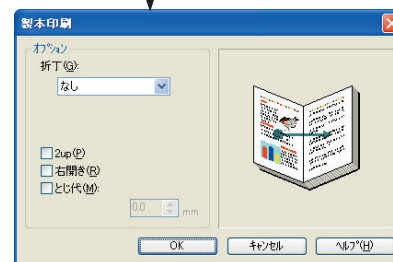 製本印刷
オプション
折丁(G):
なし
2up(P)
右開き(R)
とじ代(M):
0.0 mm
OK キャンセル ヘルプ(H)